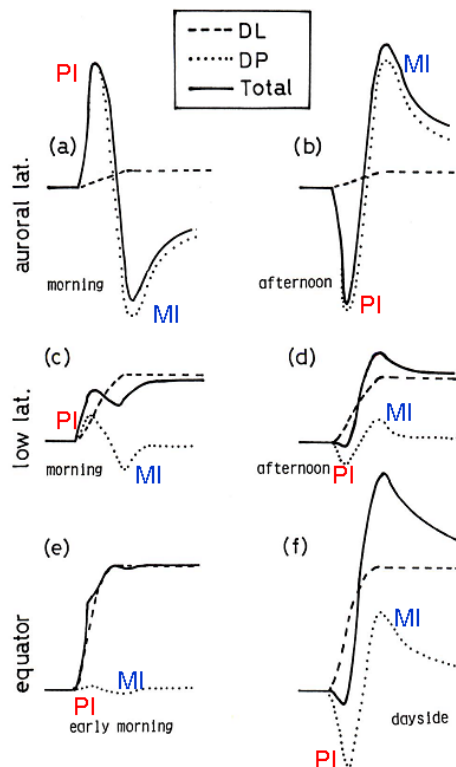 DL
DP
Total
PI
MI
(a)
(b)
auroral lat.
morning
MI
afternoon
PI
(c)
(d)
low lat.
PI
MI
morning
MI
afternoon
PI
(e)
(f)
equator
MI
MI
PI
early morning
dayside
PI